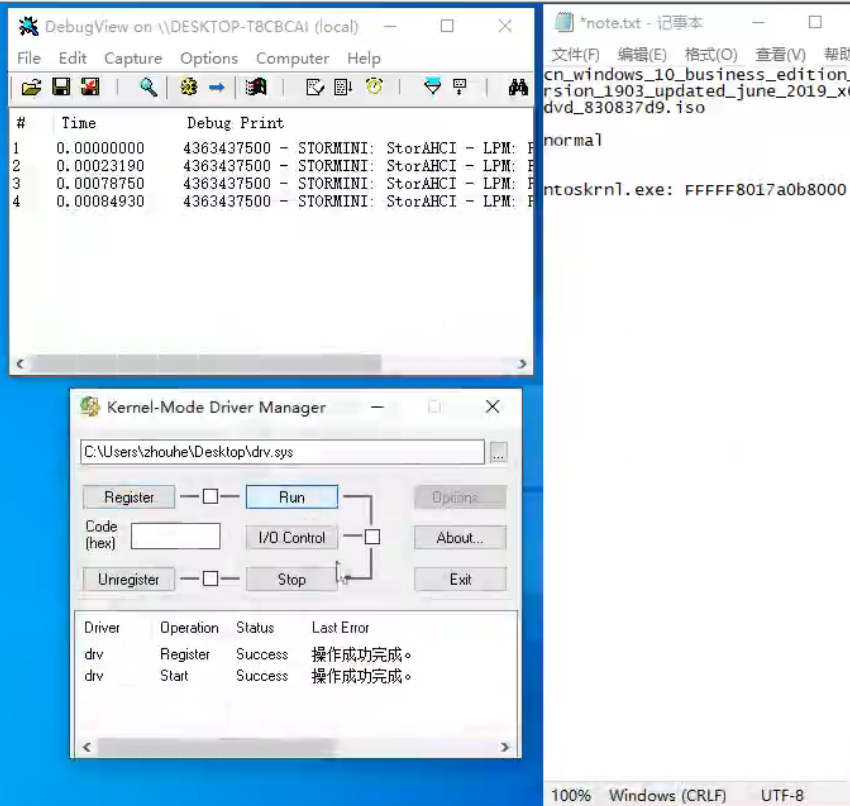 DebugView on \\DESKTOP-T8CBCAI (local)
File Edit Capture Options Computer Help
# Time Debug Print
1 0.00000000 4363437500 - STORMINI: StorAHCI - LPM:
2 0.00023190 4363437500 - STORMINI: StorAHCI - LPM:
3 0.00078750 4363437500 - STORMINI: StorAHCI - LPM:
4 0.00084930 4363437500 - STORMINI: StorAHCI - LPM:
Kernel-Mode Driver Manager
C:\Users\zhouhe\Desktop\drv.sys
...
Register Run Options...
Code
(hex) I/O Control About...
Unregister Stop Exit
Driver Operation Status Last Error
drv Register Success 操作成功完成。
drv Start Success 操作成功完成。
*note.txt - 记事本
文件(F) 编辑(E) 格式(O) 查看(V) 帮助
cn_windows_10_business_edition_
rsion_1903_updated_june_2019_x
dvd_830837d9.iso
normal
ntoskrnl.exe: FFFFF8017a0b8000
100% Windows (CRLF) UTF-8